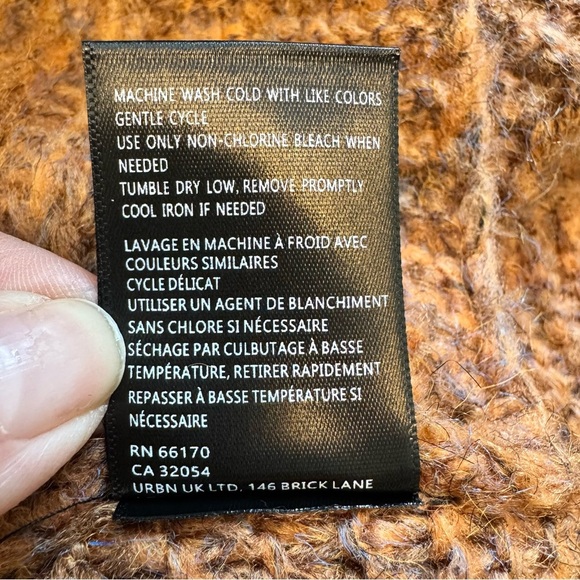 MACHINE WASH COLD WITH LIKE COLORS
GENTLE CYCLE
USE ONLY NON-CHLORINE BLEACH WHEN
NEEDED
TUMBLE DRY LOW, REMOVE PROMPTLY
COOL IRON IF NEEDED
LAVAGE EN MACHINE À FROID AVEC
COULEURS SIMILAIRES
CYCLE DÉLICAT
UTILISER UN AGENT DE BLANCHIMENT
SANS CHLORE SI NÉCESSAIRE
SÉCHAGE PAR CULBUTAGE À BASSE
TEMPÉRATURE, RETIRER RAPIDEMENT
REPASSER À BASSE TEMPÉRATURE SI
NÉCESSAIRE
RN 66170
CA 32054
URBN UK LTD, 146 BRICK LANE